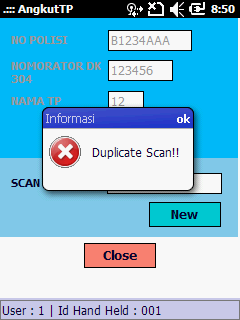 .::: AngkutTP 8:50
NO POLISI B1234AAA
NOMORATOR DK 304 123456
NAMA TP 12
Informasi ok
Duplicate Scan!!
SCAN
New
Close
User : 1 | Id Hand Held : 001